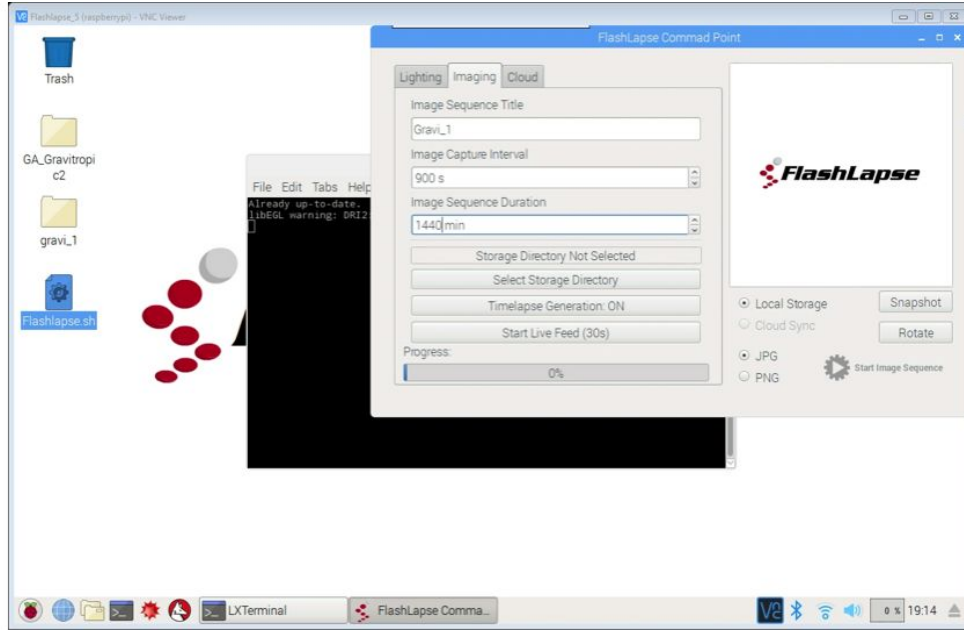 Flashlapse_5 (raspberrypi) - VNC Viewer
Trash
GA_Gravitropi
c2
gravi_1
Flashlapse.sh
File Edit Tabs Help
Already up-to-date.
libEGL warning: DRI2:
FlashLapse Commad Point
Lighting Imaging Cloud
Image Sequence Title
Gravi_1
Image Capture Interval
900 s
Image Sequence Duration
1440 min
Storage Directory Not Selected
Select Storage Directory
Timelapse Generation: ON
Start Live Feed (30s)
Progress:
0%
FlashLapse
Local Storage
Snapshot
Cloud Sync
Rotate
JPG
PNG
Start Image Sequence
LXTerminal
FlashLapse Comma...
0 % 19:14